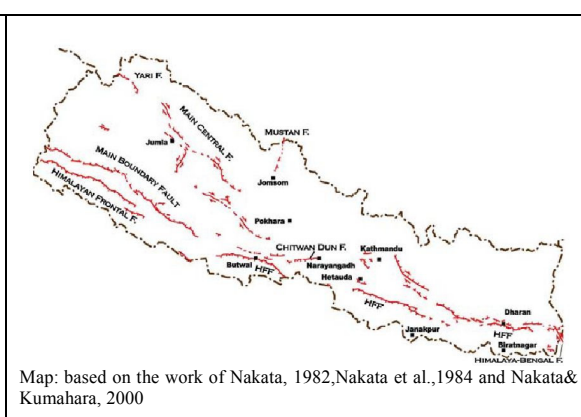 YARI F.
MAIN CENTRAL F.
MUSTAN F.
Jumla
MAIN BOUNDARY FAULT
Jomsom
HIMALAYAN FRONTAL F.
Pokhara
CHITWAN DUN F.
Kathmandu
Butwal
HFF
Narayangadh
Hetauda
HFF
Dharan
Janakpur
HFF
Biratnagar
HIMALAYA-BENGAL F.
Map: based on the work of Nakata, 1982,Nakata et al.,1984 and Nakata&
Kumahara, 2000